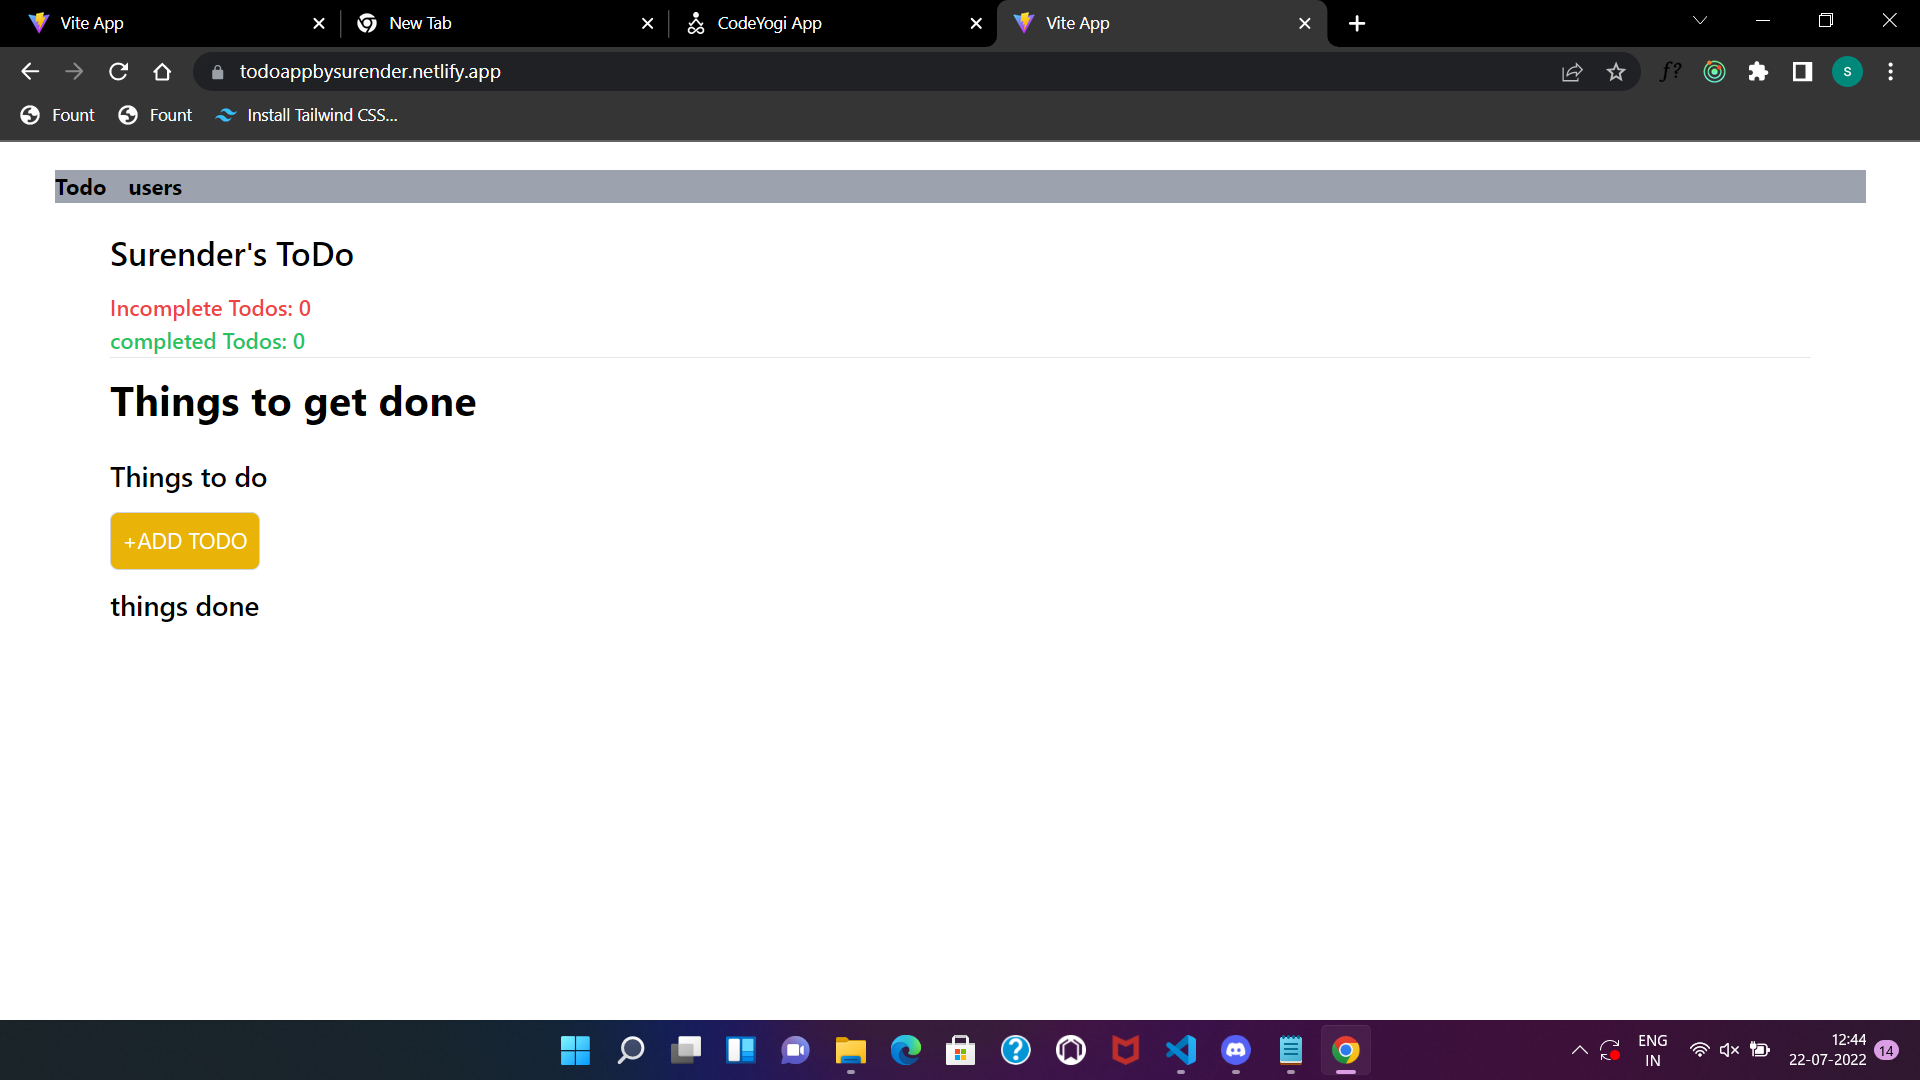 Vite App
New Tab
CodeYogi App
Vite App
todoappbysurender.netlify.app
f?
s
Fount
Fount
Install Tailwind CSS...
Todo users
Surender's ToDo
Incomplete Todos: 0
completed Todos: 0
Things to get done
Things to do
+ADD TODO
things done
ENG
IN
12:44
22-07-2022
14